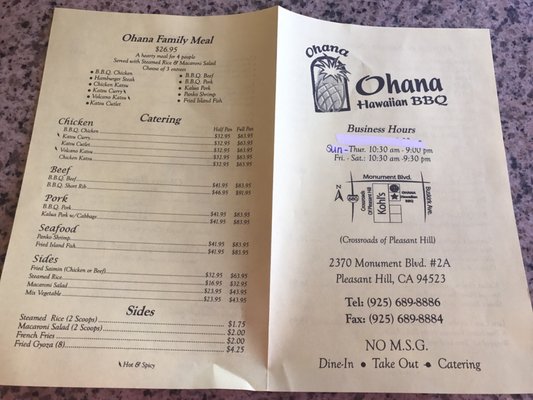 Ohana Family Meal
$26.95
A hearty meal for 4 people
Served with Steamed Rice & Macaroni Salad
Choose of 3 entrees
• B.B.Q. Chicken
• Hamburger Steak
• Chicken Katsu
• Katsu Curry
• Volcano Katsu
• Katsu Cutlet
• B.B.Q. Beef
• B.B.Q. Pork
• Kalua Pork
• Panko Shrimp
• Fried Island Fish
Catering
Chicken Half Pan Full Pan
B.B.Q. Chicken $32.95 $63.95
Katsu Curry $32.95 $63.95
Katsu Cutlet $32.95 $63.95
Volcano Katsu $32.95 $63.95
Chicken Katsu $32.95 $63.95
Beef
B.B.Q. Beef $41.95 $83.95
B.B.Q. Short Rib $46.95 $91.95
Pork
B.B.Q. Pork $41.95 $83.95
Kalua Pork w/Cabbage $41.95 $83.95
Seafood
Panko Shrimp $41.95 $83.95
Fried Island Fish $41.95 $83.95
Sides
Fried Saimin (Chicken or Beef) $32.95 $63.95
Steamed Rice $16.95 $32.95
Macaroni Salad $23.95 $43.95
Mix Vegetable $23.95 $43.95
Sides
Steamed Rice (2 Scoops) $1.75
Macaroni Salad (2 Scoops) $2.00
French Fries $2.00
Fried Gyoza (8) $4.25
Hot & Spicy
Ohana
Ohana
Hawaiian BBQ
Business Hours
Sun - Thur. 10:30 am - 9:00 pm
Fri. - Sat.: 10:30 am -9:30 pm
Monument Blvd.
N
Crossroads
Of Pleasant Hill
Kohl's
OHANA
Hawaiian
BBQ
Buskirk Ave.
(Crossroads of Pleasant Hill)
2370 Monument Blvd. #2A
Pleasant Hill, CA 94523
Tel: (925) 689-8886
Fax: (925) 689-8884
NO M.S.G.
Dine-In • Take Out • Catering